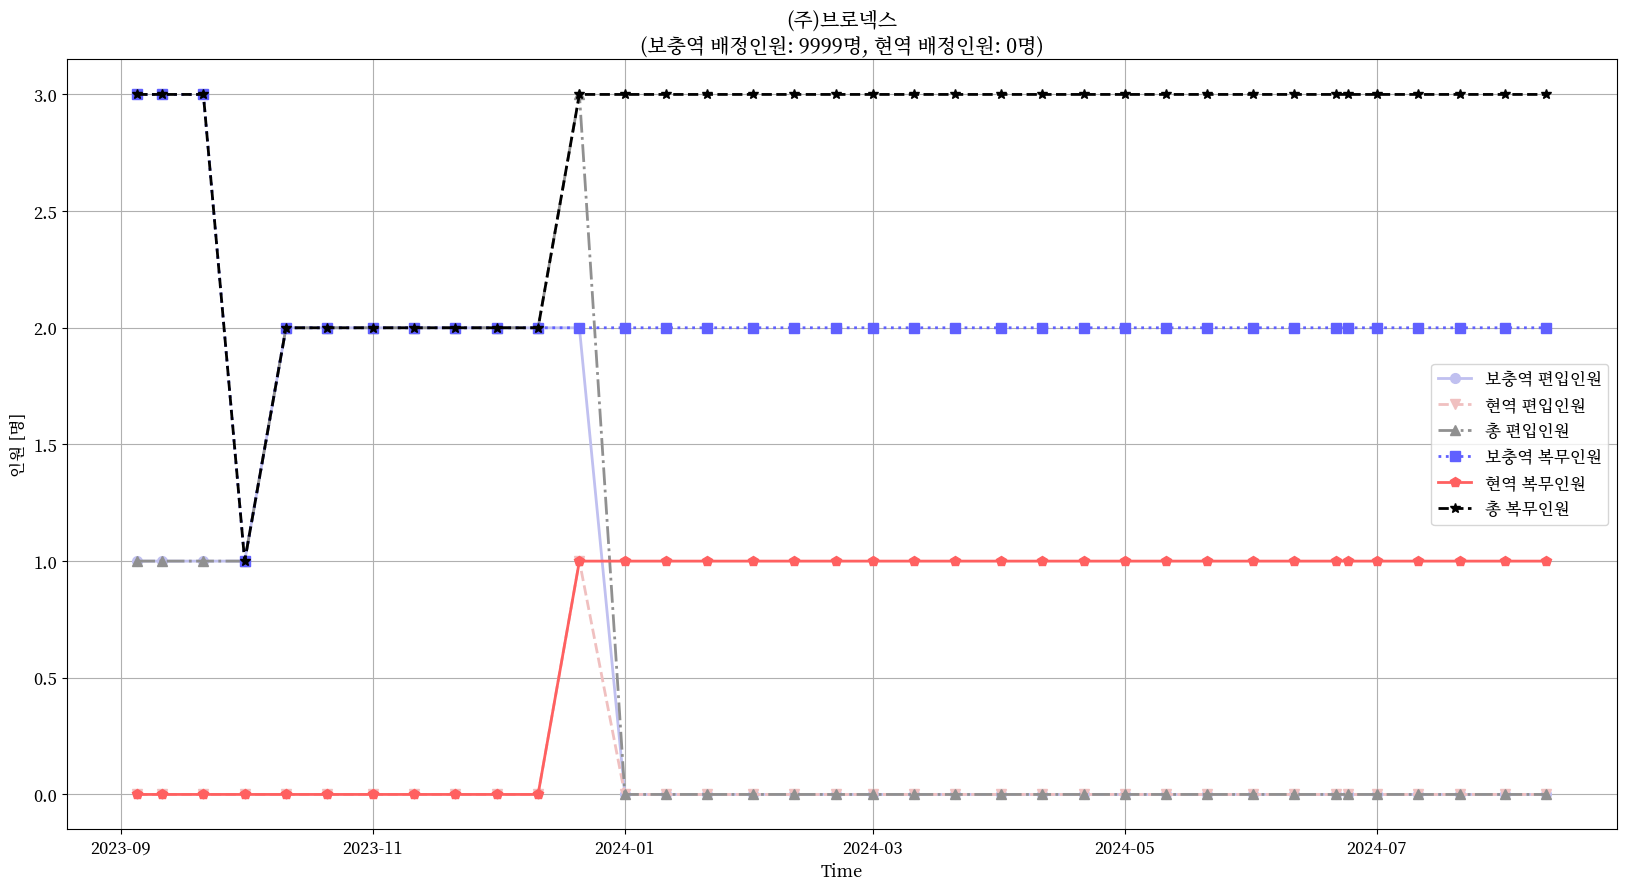 (주)브로넥스
(보충역 배정인원: 9999명, 현역 배정인원: 0명)
인원 [명]
3.0
2.5
2.0
1.5
1.0
0.5
0.0
보충역 편입인원
현역 편입인원
총 편입인원
보충역 복무인원
현역 복무인원
총 복무인원
2023-09
2023-11
2024-01
2024-03
2024-05
2024-07
Time